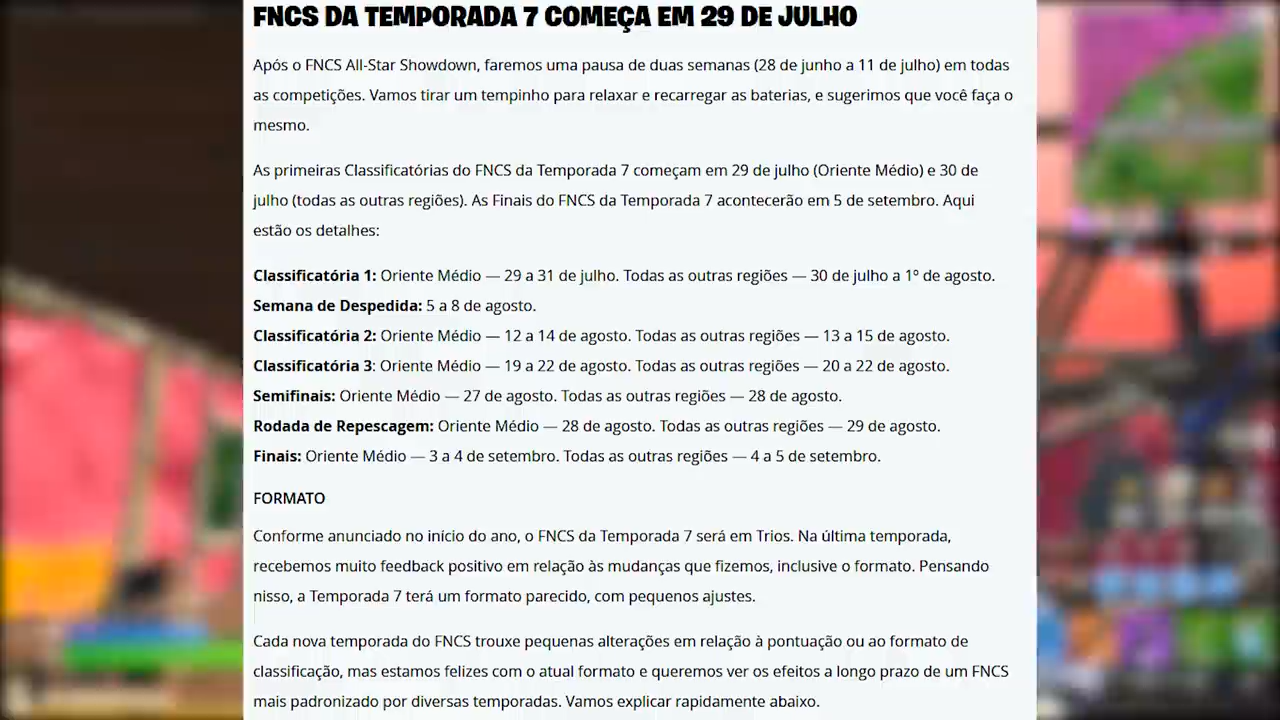 FNCS DA TEMPORADA 7 COMEÇA EM 29 DE JULHO
Após o FNCS All-Star Showdown, faremos uma pausa de duas semanas (28 de junho a 11 de julho) em todas
as competições. Vamos tirar um tempinho para relaxar e recarregar as baterias, e sugerimos que você faça o
mesmo.
As primeiras Classificatórias do FNCS da Temporada 7 começam em 29 de julho (Oriente Médio) e 30 de
julho (todas as outras regiões). As Finais do FNCS da Temporada 7 acontecerão em 5 de setembro. Aqui
estão os detalhes:
Classificatória 1: Oriente Médio — 29 a 31 de julho. Todas as outras regiões — 30 de julho a 1º de agosto.
Semana de Despedida: 5 a 8 de agosto.
Classificatória 2: Oriente Médio — 12 a 14 de agosto. Todas as outras regiões — 13 a 15 de agosto.
Classificatória 3: Oriente Médio — 19 a 22 de agosto. Todas as outras regiões — 20 a 22 de agosto.
Semifinais: Oriente Médio — 27 de agosto. Todas as outras regiões — 28 de agosto.
Rodada de Repescagem: Oriente Médio — 28 de agosto. Todas as outras regiões — 29 de agosto.
Finais: Oriente Médio — 3 a 4 de setembro. Todas as outras regiões — 4 a 5 de setembro.
FORMATO
Conforme anunciado no início do ano, o FNCS da Temporada 7 será em Trios. Na última temporada,
recebemos muito feedback positivo em relação às mudanças que fizemos, inclusive o formato. Pensando
nisso, a Temporada 7 terá um formato parecido, com pequenos ajustes.
Cada nova temporada do FNCS trouxe pequenas alterações em relação à pontuação ou ao formato de
classificação, mas estamos felizes com o atual formato e queremos ver os efeitos a longo prazo de um FNCS
mais padronizado por diversas temporadas. Vamos explicar rapidamente abaixo.